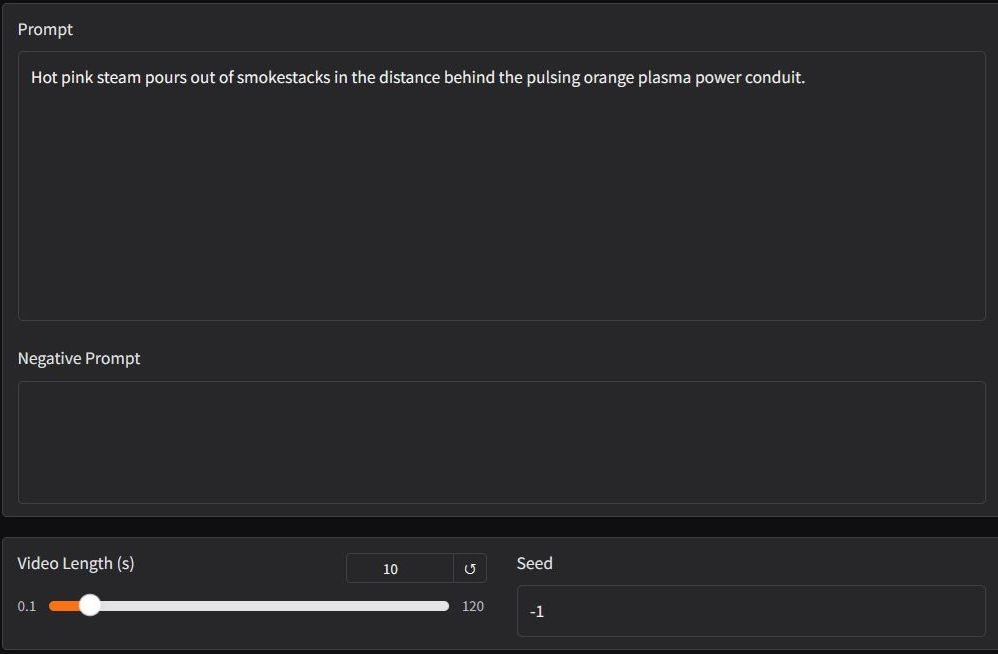 Prompt
Hot pink steam pours out of smokestacks in the distance behind the pulsing orange plasma power conduit.
Negative Prompt
Video Length (s)
10
↺
0.1
120
Seed
-1